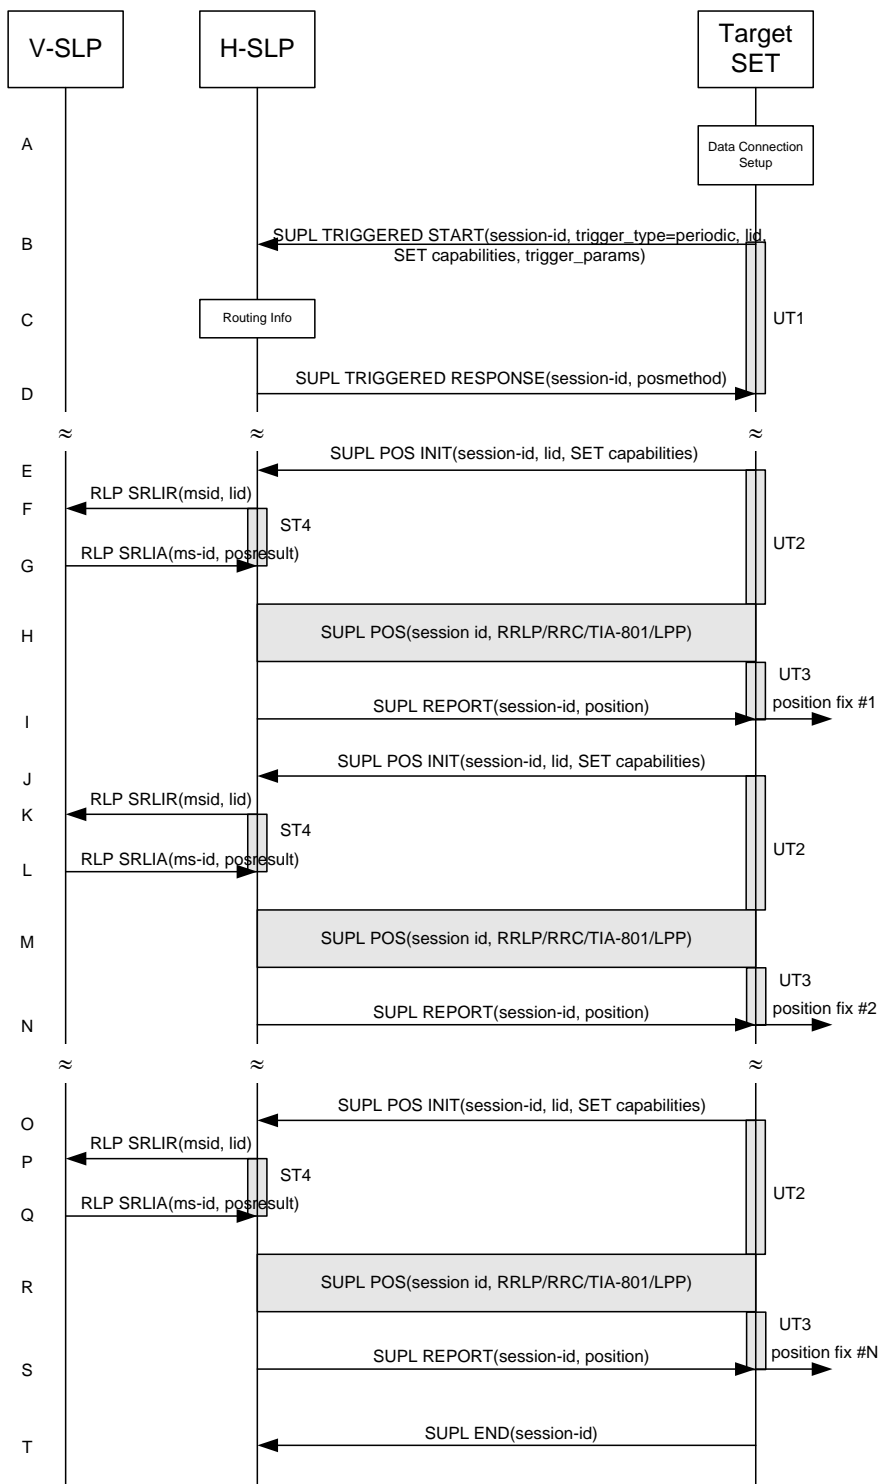 V-SLP
H-SLP
Target
SET
A
Data Connection
Setup
B
SUPL TRIGGERED START(session-id, trigger_type=periodic, lid,
SET capabilities, trigger_params)
C
Routing Info
UT1
D
SUPL TRIGGERED RESPONSE(session-id, posmethod)
≈ ≈ ≈
E
SUPL POS INIT(session-id, lid, SET capabilities)
F
RLP SRLIR(msid, lid)
ST4
UT2
G
RLP SRLIA(ms-id, posresult)
H
SUPL POS(session id, RRLP/RRC/TIA-801/LPP)
UT3
I
SUPL REPORT(session-id, position)
position fix #1
J
SUPL POS INIT(session-id, lid, SET capabilities)
K
RLP SRLIR(msid, lid)
ST4
UT2
L
RLP SRLIA(ms-id, posresult)
M
SUPL POS(session id, RRLP/RRC/TIA-801/LPP)
UT3
N
SUPL REPORT(session-id, position)
position fix #2
≈ ≈ ≈
O
SUPL POS INIT(session-id, lid, SET capabilities)
P
RLP SRLIR(msid, lid)
ST4
UT2
Q
RLP SRLIA(ms-id, posresult)
R
SUPL POS(session id, RRLP/RRC/TIA-801/LPP)
UT3
S
SUPL REPORT(session-id, position)
position fix #N
T
SUPL END(session-id)